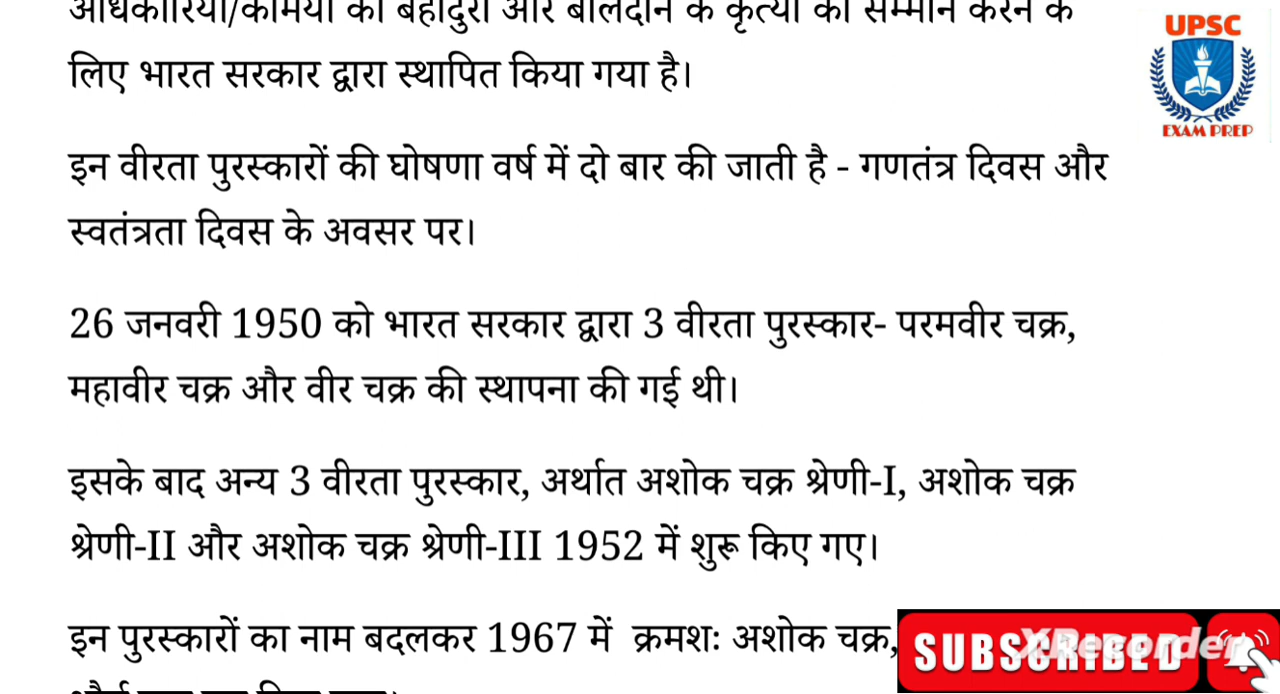 अधिकारियों/कर्मियों की बहादुरी और बलिदान के कृत्यों को सम्मान करने के
UPSC
लिए भारत सरकार द्वारा स्थापित किया गया है।
EXAM PREP
इन वीरता पुरस्कारों की घोषणा वर्ष में दो बार की जाती है - गणतंत्र दिवस और
स्वतंत्रता दिवस के अवसर पर।
26 जनवरी 1950 को भारत सरकार द्वारा 3 वीरता पुरस्कार- परमवीर चक्र,
महावीर चक्र और वीर चक्र की स्थापना की गई थी।
इसके बाद अन्य 3 वीरता पुरस्कार, अर्थात अशोक चक्र श्रेणी-I, अशोक चक्र
श्रेणी-II और अशोक चक्र श्रेणी-III 1952 में शुरू किए गए।
इन पुरस्कारों का नाम बदलकर 1967 में क्रमशः अशोक चक्र,
SUBSCRIBED
XRecorder